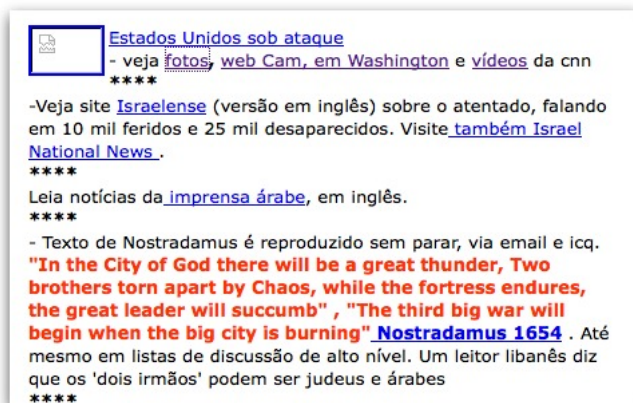 Estados Unidos sob ataque
- veja fotos, web Cam, em Washington e vídeos da cnn
****
-Veja site Israelense (versão em inglês) sobre o atentado, falando
em 10 mil feridos e 25 mil desaparecidos. Visite também Israel
National News .
****
Leia notícias da imprensa árabe, em inglês.
****
- Texto de Nostradamus é reproduzido sem parar, via email e icq.
"In the City of God there will be a great thunder, Two
brothers torn apart by Chaos, while the fortress endures,
the great leader will succumb" , "The third big war will
begin when the big city is burning" Nostradamus 1654 . Até
mesmo em listas de discussão de alto nível. Um leitor libanês diz
que os 'dois irmãos' podem ser judeus e árabes
****